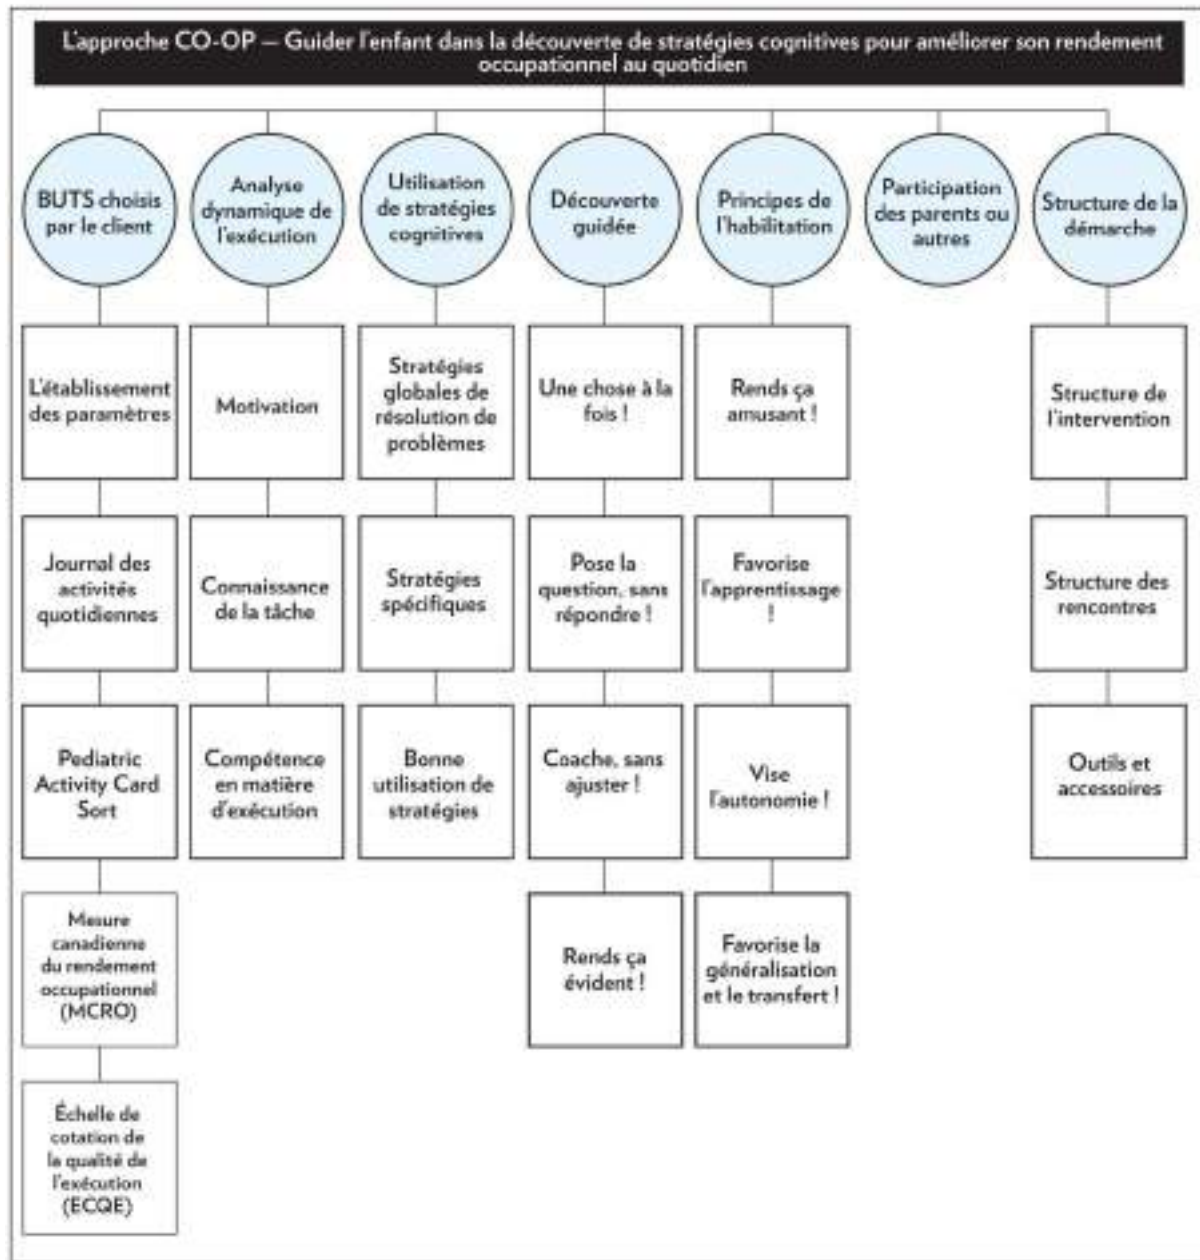 L'approche CO-OP — Guider l'enfant dans la découverte de stratégies cognitives pour améliorer son rendement
occupationnel au quotidien
BUTS choisis
par le client
Analyse
dynamique de
l'exécution
Utilisation
de stratégies
cognitives
Découverte
guidée
Principes de
l'habilitation
Participation
des parents ou
autres
Structure de la
démarche
L'établissement
des paramètres
Motivation
Stratégies
globales de
résolution de
problèmes
Une chose à la
fois !
Rends ça
amusant !
Structure de
l'intervention
Journal des
activités
quotidiennes
Connaissance
de la tâche
Stratégies
spécifiques
Pose la
question, sans
répondre !
Favorise
l'apprentissage
!
Structure des
rencontres
Pediatric
Activity Card
Sort
Compétence
en matière
d'exécution
Bonne
utilisation de
stratégies
Coache, sans
ajuster !
Vise
l'autonomie !
Outils et
accessoires
Mesure
canadienne
du rendement
occupationnel
(MCRO)
Rends ça
évident !
Favorise la
généralisation
et le transfert !
Échelle de
cotation de
la qualité de
l'exécution
(ECQE)